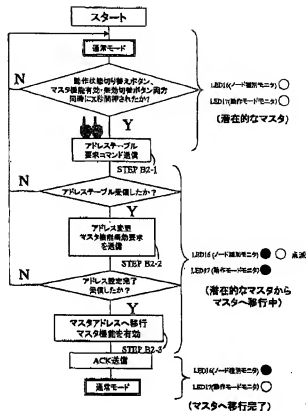 スタート
通常モード
動作状態切り替えボタン、
マスタ機能有効・無効切替ボタン両方
同時にX秒間押されたか？
N
Y
LED16(ノード種別モニタ)
LED17(動作モードモニタ)
(潜在的なマスタ)
アドレステーブル
要求コマンド送信
STEP B2-1
N
アドレステーブル受信したか？
Y
アドレス変更
マスタ権剥奪効要求
を送信
STEP B2-2
LED16(ノード種別モニタ)
点滅
LED17(動作モードモニタ)
(潜在的なマスタから
マスタへ移行中)
N
アドレス設定完了
受信したか？
Y
マスタアドレスへ移行
マスタ機能を有効
STEP B2-3
ACK送信
通常モード
LED16(ノード種別モニタ)
LED17(動作モードモニタ)
(マスタへ移行完了)